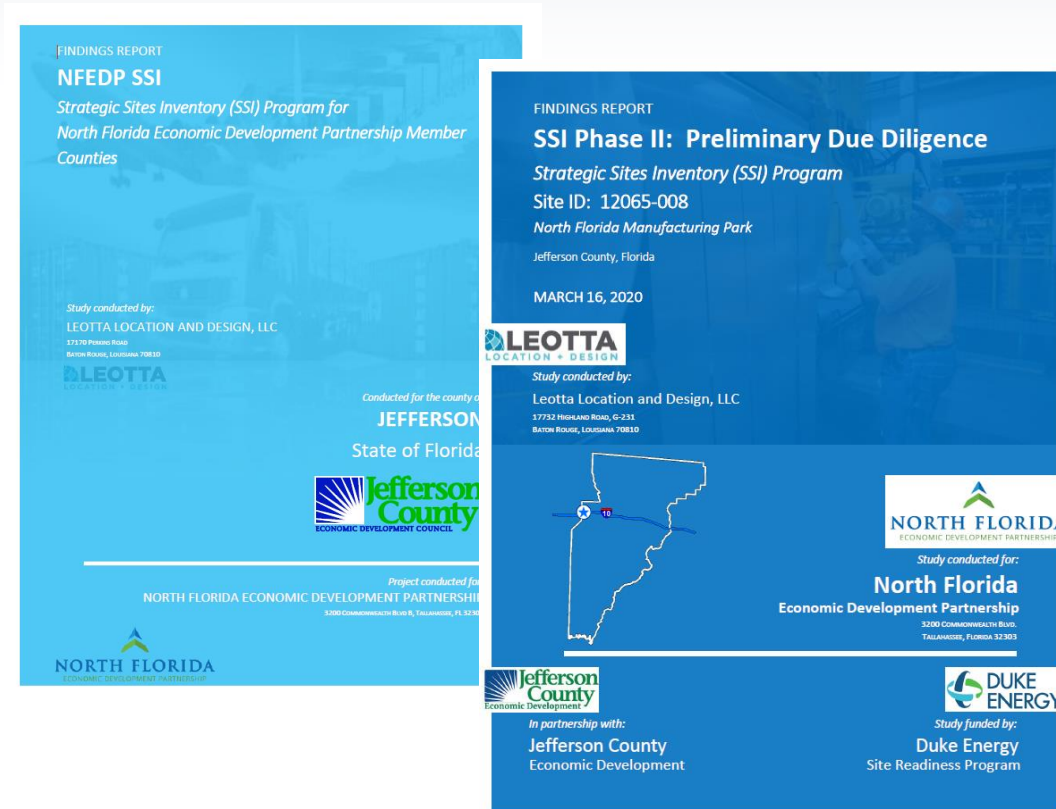 FINDINGS REPORT
NFEDP SSI
Strategic Sites Inventory (SSI) Program for
North Florida Economic Development Partnership Member
Counties
Study conducted by:
LEOTTA LOCATION AND DESIGN, LLC
17170 PERKINS ROAD
BATON ROUGE, LOUISIANA 70810
LEOTTA
LOCATION + DESIGN
Conducted for the county o
JEFFERSON
State of Florida
Jefferson
County
ECONOMIC DEVELOPMENT COUNCIL
Project conducted fo
NORTH FLORIDA ECONOMIC DEVELOPMENT PARTNERSHI
3200 COMMONWEALTH BLVD B, TALLAHASSEE, FL 3230
NORTH FLORIDA
ECONOMIC DEVELOPMENT PARTNERSHIP
FINDINGS REPORT
SSI Phase II: Preliminary Due Diligence
Strategic Sites Inventory (SSI) Program
Site ID: 12065-008
North Florida Manufacturing Park
Jefferson County, Florida
MARCH 16, 2020
LEOTTA
LOCATION + DESIGN
Study conducted by:
Leotta Location and Design, LLC
17732 HIGHLAND ROAD, G-231
BATON ROUGE, LOUISIANA 70810
10
NORTH FLORIDA
ECONOMIC DEVELOPMENT PARTNERSHIP
Study conducted for:
North Florida
Economic Development Partnership
3200 COMMONWEALTH BLVD.
TALLAHASSEE, FLORIDA 32303
Jefferson
County
Economic Development
In partnership with:
Jefferson County
Economic Development
DUKE
ENERGY
Study funded by:
Duke Energy
Site Readiness Program